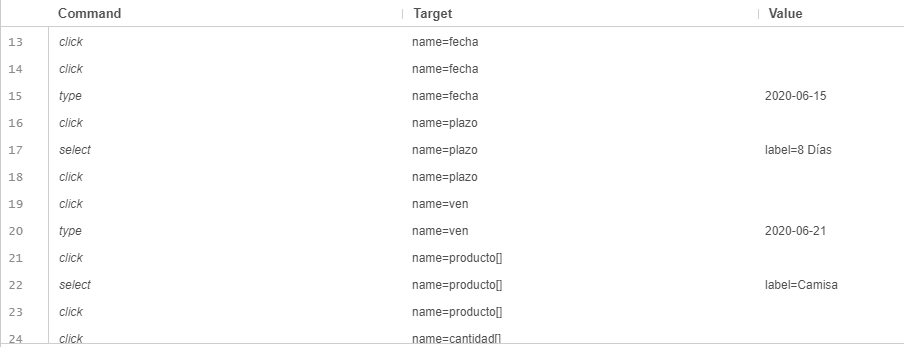 Command Target Value
13 click name=fecha
14 click name=fecha
15 type name=fecha 2020-06-15
16 click name=plazo
17 select name=plazo label=8 Días
18 click name=plazo
19 click name=ven
20 type name=ven 2020-06-21
21 click name=producto[]
22 select name=producto[] label=Camisa
23 click name=producto[]
24 click name=cantidad[]